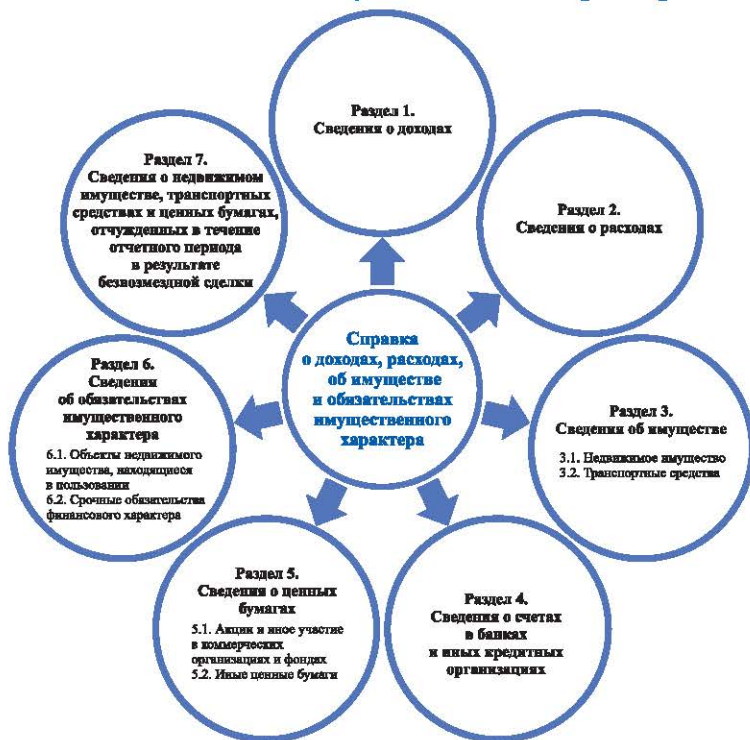 Раздел 1.
Сведения о доходах
Раздел 2.
Сведения о расходах
Раздел 3.
Сведения об имуществе
3.1. Недвижимое имущество
3.2. Транспортные средства
Раздел 4.
Сведения о счетах
в банках
и иных кредитных
организациях
Раздел 5.
Сведения о ценных
бумагах
5.1. Акции и иное участие
в коммерческих
организациях и фондах
5.2. Иные ценные бумаги
Раздел 6.
Сведения
об обязательствах
имущественного
характера
6.1. Объекты недвижимого
имущества, находящиеся
в пользовании
6.2. Срочные обязательства
финансового характера
Раздел 7.
Сведения о недвижимом
имуществе, транспортных
средствах и ценных бумагах,
отчужденных в течение
отчетного периода
в результате
безвозмездной сделки
Справка
о доходах, расходах,
об имуществе
и обязательствах
имущественного
характера